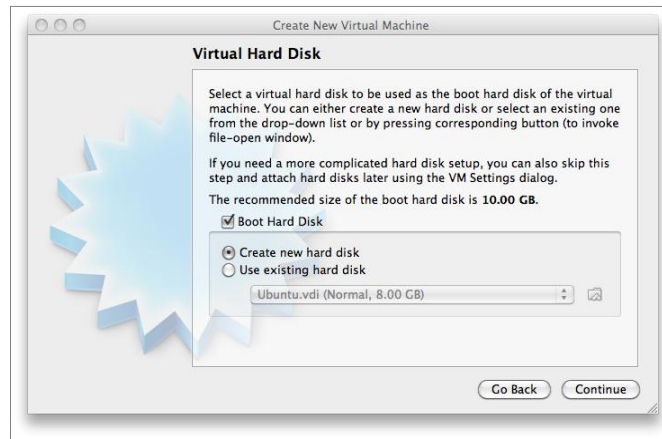 Create New Virtual Machine
Virtual Hard Disk
Select a virtual hard disk to be used as the boot hard disk of the virtual
machine. You can either create a new hard disk or select an existing one
from the drop-down list or by pressing corresponding button (to invoke
file-open window).
If you need a more complicated hard disk setup, you can also skip this
step and attach hard disks later using the VM Settings dialog.
The recommended size of the boot hard disk is 10.00 GB.
Boot Hard Disk
Create new hard disk
Use existing hard disk
Ubuntu.vdi (Normal, 8.00 GB)
Go Back
Continue